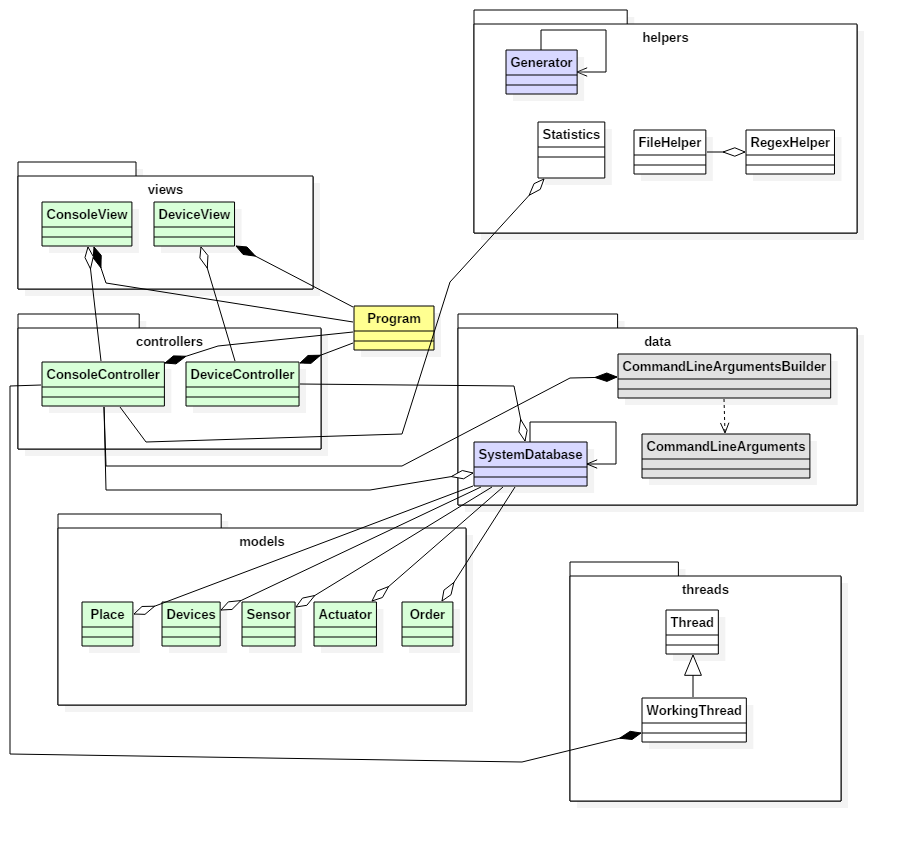 helpers
Generator
Statistics
FileHelper
RegexHelper
views
ConsoleView
DeviceView
Program
controllers
ConsoleController
DeviceController
data
CommandLineArgumentsBuilder
CommandLineArguments
SystemDatabase
models
Place
Devices
Sensor
Actuator
Order
threads
Thread
WorkingThread